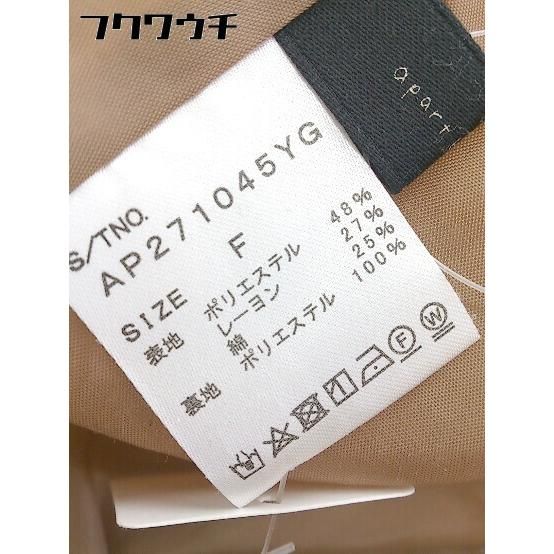 フクワウチ
apart
S/TNO.
AP271045YG
SIZE F
表地 ポリエステル 48%
レーヨン 27%
綿 25%
裏地 ポリエステル 100%
F W